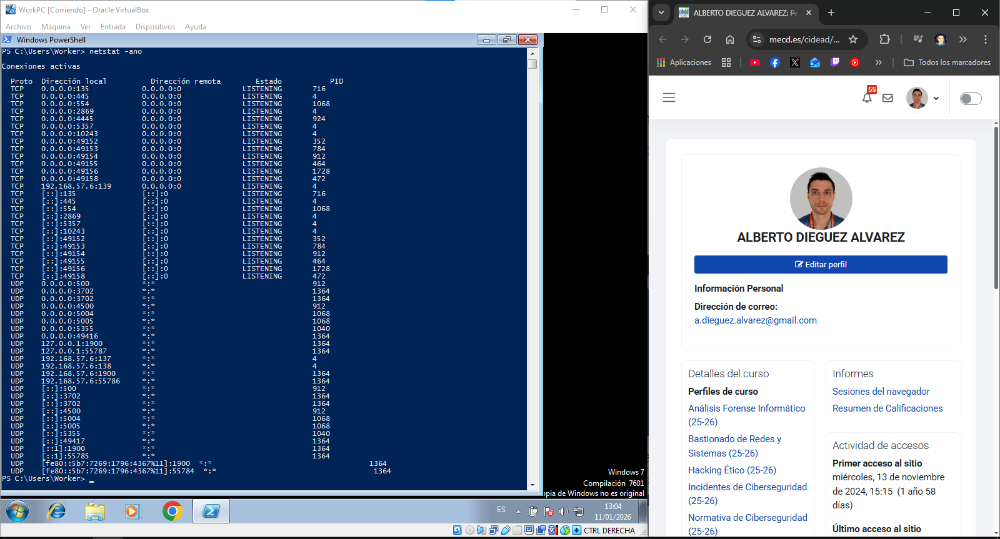 WorkPC [Corriendo] - Oracle VirtualBox
Archivo Máquina Ver Entrada Dispositivos Ayuda
Windows PowerShell
PS C:\Users\Worker> netstat -ano
Conexiones activas
Proto Dirección local Dirección remota Estado PID
TCP 0.0.0.0:135 0.0.0.0:0 LISTENING 716
TCP 0.0.0.0:445 0.0.0.0:0 LISTENING 4
TCP 0.0.0.0:554 0.0.0.0:0 LISTENING 1068
TCP 0.0.0.0:2869 0.0.0.0:0 LISTENING 4
TCP 0.0.0.0:4445 0.0.0.0:0 LISTENING 924
TCP 0.0.0.0:5357 0.0.0.0:0 LISTENING 4
TCP 0.0.0.0:10243 0.0.0.0:0 LISTENING 4
TCP 0.0.0.0:49152 0.0.0.0:0 LISTENING 352
TCP 0.0.0.0:49153 0.0.0.0:0 LISTENING 784
TCP 0.0.0.0:49154 0.0.0.0:0 LISTENING 912
TCP 0.0.0.0:49155 0.0.0.0:0 LISTENING 464
TCP 0.0.0.0:49156 0.0.0.0:0 LISTENING 1728
TCP 0.0.0.0:49158 0.0.0.0:0 LISTENING 472
TCP 192.168.57.6:139 0.0.0.0:0 LISTENING 4
TCP [::]:135 [::]:0 LISTENING 716
TCP [::]:445 [::]:0 LISTENING 4
TCP [::]:554 [::]:0 LISTENING 1068
TCP [::]:2869 [::]:0 LISTENING 4
TCP [::]:5357 [::]:0 LISTENING 4
TCP [::]:10243 [::]:0 LISTENING 4
TCP [::]:49152 [::]:0 LISTENING 352
TCP [::]:49153 [::]:0 LISTENING 784
TCP [::]:49154 [::]:0 LISTENING 912
TCP [::]:49155 [::]:0 LISTENING 464
TCP [::]:49156 [::]:0 LISTENING 1728
TCP [::]:49158 [::]:0 LISTENING 472
UDP 0.0.0.0:500 *:* 912
UDP 0.0.0.0:3702 *:* 1364
UDP 0.0.0.0:3702 *:* 1364
UDP 0.0.0.0:4500 *:* 912
UDP 0.0.0.0:5004 *:* 1068
UDP 0.0.0.0:5005 *:* 1068
UDP 0.0.0.0:5355 *:* 1040
UDP 0.0.0.0:49416 *:* 1364
UDP 127.0.0.1:1900 *:* 1364
UDP 127.0.0.1:55787 *:* 1364
UDP 192.168.57.6:137 *:* 4
UDP 192.168.57.6:138 *:* 4
UDP 192.168.57.6:1900 *:* 1364
UDP 192.168.57.6:55786 *:* 1364
UDP [::]:500 *:* 912
UDP [::]:3702 *:* 1364
UDP [::]:3702 *:* 1364
UDP [::]:4500 *:* 912
UDP [::]:5004 *:* 1068
UDP [::]:5005 *:* 1068
UDP [::]:5355 *:* 1040
UDP [::]:49417 *:* 1364
UDP [::1]:1900 *:* 1364
UDP [::1]:55785 *:* 1364
UDP [fe80::5b7:7269:1796:4367%11]:1900 *:* 1364
UDP [fe80::5b7:7269:1796:4367%11]:55784 *:* 1364
PS C:\Users\Worker> _
Windows 7
Compilación 7601
opia de Windows no es original
ES
13:04
11/01/2026
CTRL DERECHA
ALBERTO DIEGUEZ ALVAREZ: Pe
mecd.es/cidead/...
Aplicaciones
Todos los marcadores
55
ALBERTO DIEGUEZ ALVAREZ
Editar perfil
Información Personal
Dirección de correo:
a.dieguez.alvarez@gmail.com
Detalles del curso
Perfiles de curso
Análisis Forense Informático
(25-26)
Bastionado de Redes y
Sistemas (25-26)
Hacking Ético (25-26)
Incidentes de Ciberseguridad
(25-26)
Normativa de Ciberseguridad
(25-26)
Informes
Sesiones del navegador
Resumen de Calificaciones
Actividad de accesos
Primer acceso al sitio
miércoles, 13 de noviembre
de 2024, 15:15 (1 año 58
días)
Último acceso al sitio